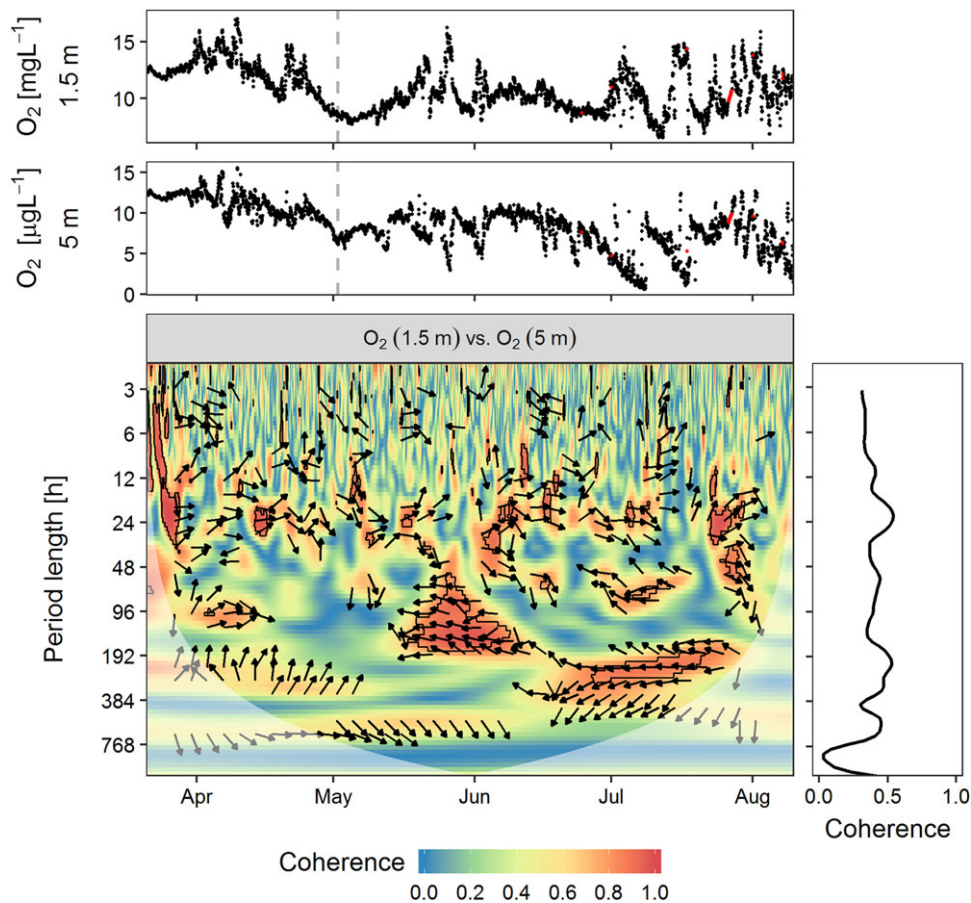 O₂ [mgL⁻¹]
1.5 m
15
10
O₂ [µgL⁻¹]
5 m
15
10
5
0
O₂ (1.5 m) vs. O₂ (5 m)
Period length [h]
3
6
12
24
48
96
192
384
768
Apr May Jun Jul Aug
0.0 0.5 1.0
Coherence
Coherence
0.0 0.2 0.4 0.6 0.8 1.0